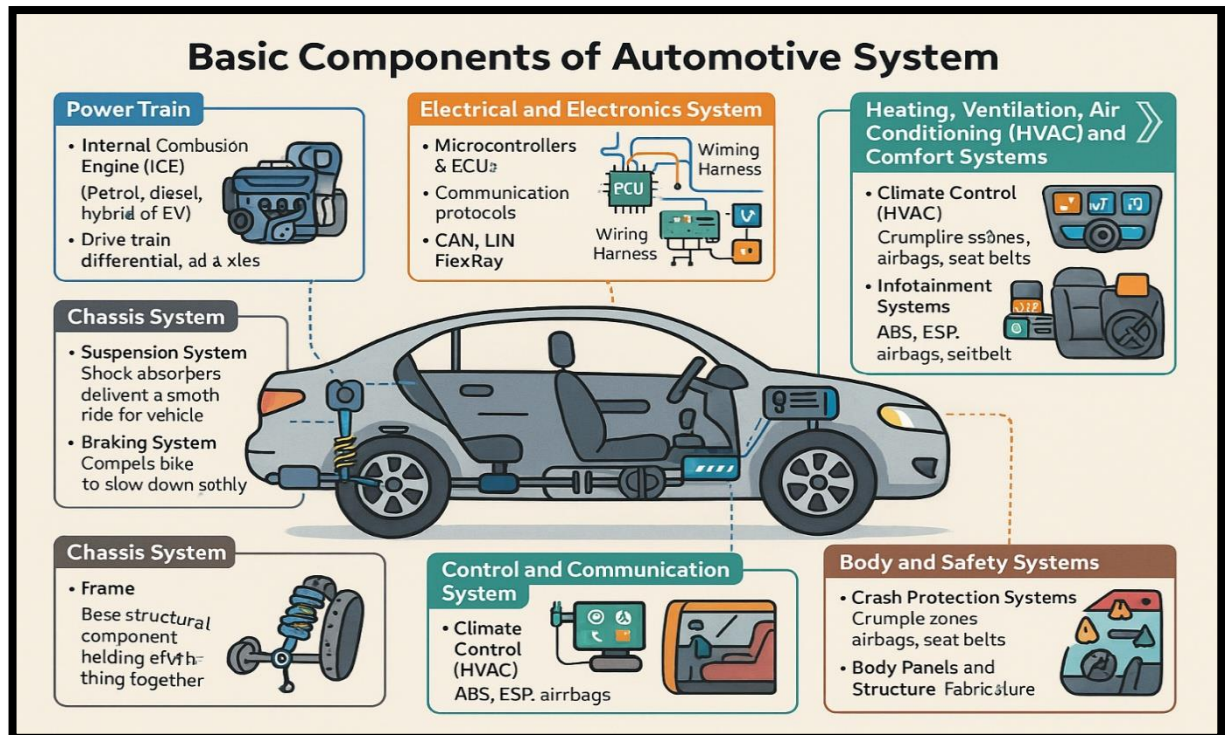 Basic Components of Automotive System
Power Train
• Internal Combusion
Engine (ICE)
(Petrol, diesel,
hybrid of EV)
• Drive train
differential, ad a xles
Electrical and Electronics System
• Microcontrollers
& ECUs
• Communication
protocols
• CAN, LIN
FiexRay
PCU
Wiming
Harness
Wiring
Harness
Heating, Ventilation, Air
Conditioning (HVAC) and
Comfort Systems
• Climate Control
(HVAC)
Crumplire
airbags, seat belts
• Infotainment
Systems
ABS, ESP.
airbags, seitbelt
Chassis System
• Suspension System
Shock absorbers
delivent a smoth
ride for vehicle
• Braking System
Compels bike
to slow down sothly
Chassis System
• Frame
Bese structural
component
helding
thing together
Control and Communication
System
• Climate
Control
(HVAC)
ABS, ESP. airrbags
Body and Safety Systems
• Crash Protection Systems
Crumple zones
airbags, seat belts
• Body Panels and
Structure